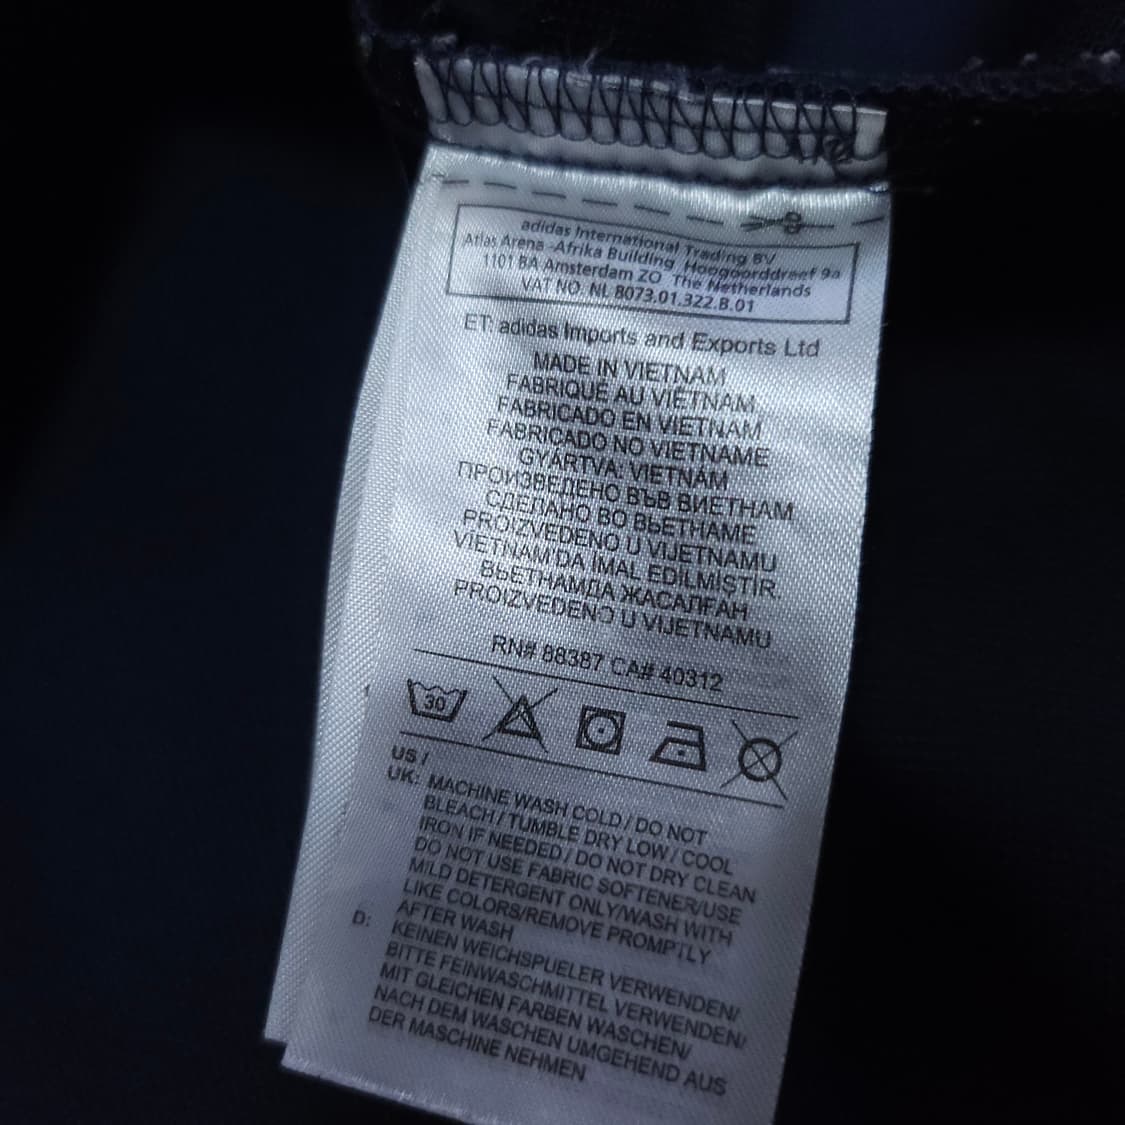 adidas International Trading BV
Atlas Arena -Afrika Building Hoogoorddreef 9a
1101 BA Amsterdam ZO The Netherlands
VAT NO. NL 8073.01.322.B.01
ET: adidas Imports and Exports Ltd
MADE IN VIETNAM
FABRIQUÉ AU VIÊTNAM
FABRICADO EN VIETNAM
FABRICADO NO VIETNAME
GYÁRTVA: VIETNÁM
ПРОИЗВЕДЕНО ВЪВ ВИЕТНАМ
СДЕЛАНО ВО ВЬЕТНАМЕ
PROIZVEDENO U VIJETNAMU
VİETNAM'DA İMAL EDİLMİŞTİR
ВЬЕТНАМДА ЖАСАЛҒАН
PROIZVEDENO U VIJETNAMU
RN# 88387 CA# 40312
30
US /
UK: MACHINE WASH COLD / DO NOT
BLEACH / TUMBLE DRY LOW / COOL
IRON IF NEEDED / DO NOT DRY CLEAN
DO NOT USE FABRIC SOFTENER/USE
MILD DETERGENT ONLY/WASH WITH
LIKE COLORS/REMOVE PROMPTLY
AFTER WASH
D: KEINEN WEICHSPUELER VERWENDEN/
BITTE FEINWASCHMITTEL VERWENDEN/
MIT GLEICHEN FARBEN WASCHEN/
NACH DEM WASCHEN UMGEHEND AUS
DER MASCHINE NEHMEN